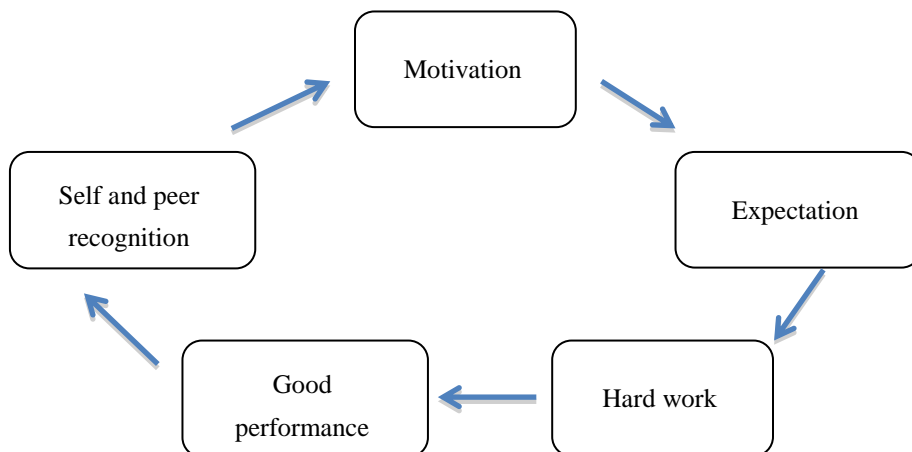 Motivation
Self and peer
recognition
Expectation
Good
performance
Hard work